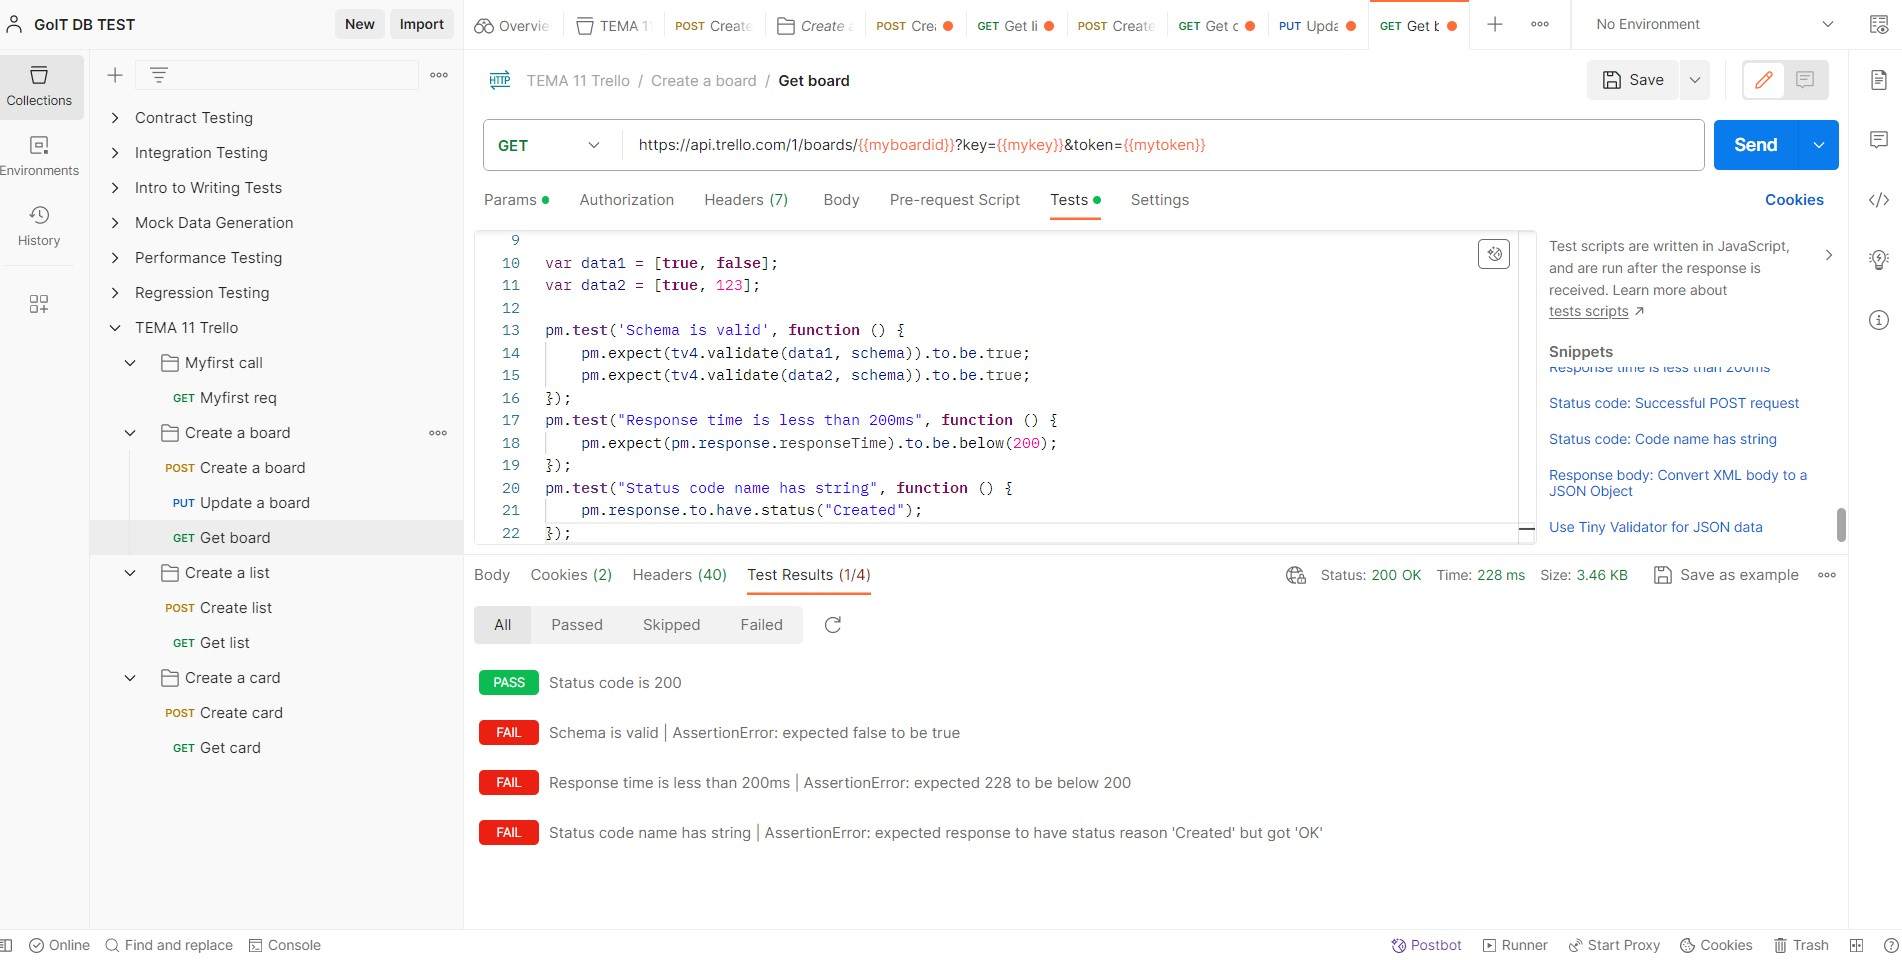 GoIT DB TEST
New
Import
Overvie
TEMA 1
POST Create
Create a
POST Cre
GET Get li
POST Create
GET Get c
PUT Upda
GET Get b
No Environment
Collections
Environments
History
Contract Testing
Integration Testing
Intro to Writing Tests
Mock Data Generation
Performance Testing
Regression Testing
TEMA 11 Trello
Myfirst call
GET Myfirst req
Create a board
POST Create a board
PUT Update a board
GET Get board
Create a list
POST Create list
GET Get list
Create a card
POST Create card
GET Get card
HTTP TEMA 11 Trello / Create a board / Get board
Save
GET
https://api.trello.com/1/boards/{{myboardid}}?key={{mykey}}&token={{mytoken}}
Send
Params
Authorization
Headers (7)
Body
Pre-request Script
Tests
Settings
Cookies
9
10 var data1 = [true, false];
11 var data2 = [true, 123];
12
13 pm.test('Schema is valid', function () {
14 pm.expect(tv4.validate(data1, schema)).to.be.true;
15 pm.expect(tv4.validate(data2, schema)).to.be.true;
16 });
17 pm.test("Response time is less than 200ms", function () {
18 pm.expect(pm.response.responseTime).to.be.below(200);
19 });
20 pm.test("Status code name has string", function () {
21 pm.response.to.have.status("Created");
22 });
Test scripts are written in JavaScript,
and are run after the response is
received. Learn more about
tests scripts ↗
Snippets
Response time is less than 200ms
Status code: Successful POST request
Status code: Code name has string
Response body: Convert XML body to a
JSON Object
Use Tiny Validator for JSON data
Body
Cookies (2)
Headers (40)
Test Results (1/4)
Status: 200 OK
Time: 228 ms
Size: 3.46 KB
Save as example
All
Passed
Skipped
Failed
PASS Status code is 200
FAIL Schema is valid | AssertionError: expected false to be true
FAIL Response time is less than 200ms | AssertionError: expected 228 to be below 200
FAIL Status code name has string | AssertionError: expected response to have status reason 'Created' but got 'OK'
Online
Find and replace
Console
Postbot
Runner
Start Proxy
Cookies
Trash